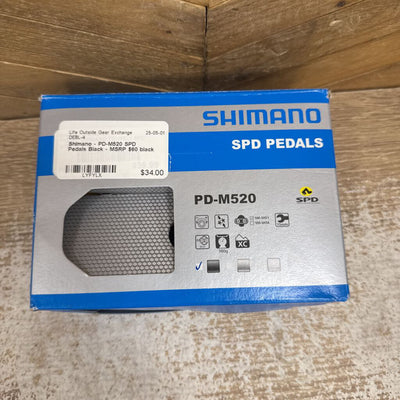 Life Outside Gear Exchange 25-05-01
DEBL-4
Shimano - PD-M520 SPD
Pedals Black - MSRP $60 black
LYFYLX
$34.00
SHIMANO
SPD PEDALS
PD-M520
SPD
XC